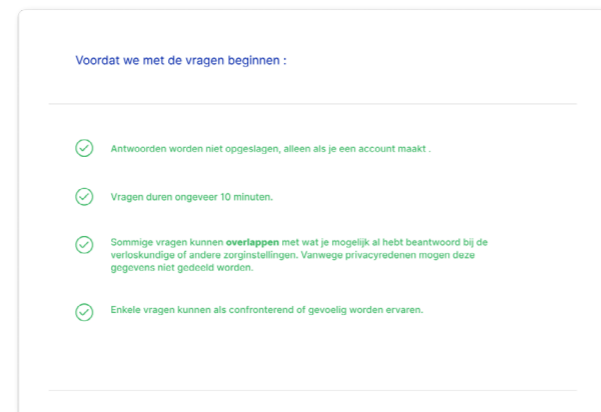 Voordat we met de vragen beginnen :
Antwoorden worden niet opgeslagen, alleen als je een account maakt .
Vragen duren ongeveer 10 minuten.
Sommige vragen kunnen overlappen met wat je mogelijk al hebt beantwoord bij de
verloskundige of andere zorginstellingen. Vanwege privacyredenen mogen deze
gegevens niet gedeeld worden.
Enkele vragen kunnen als confronterend of gevoelig worden ervaren.